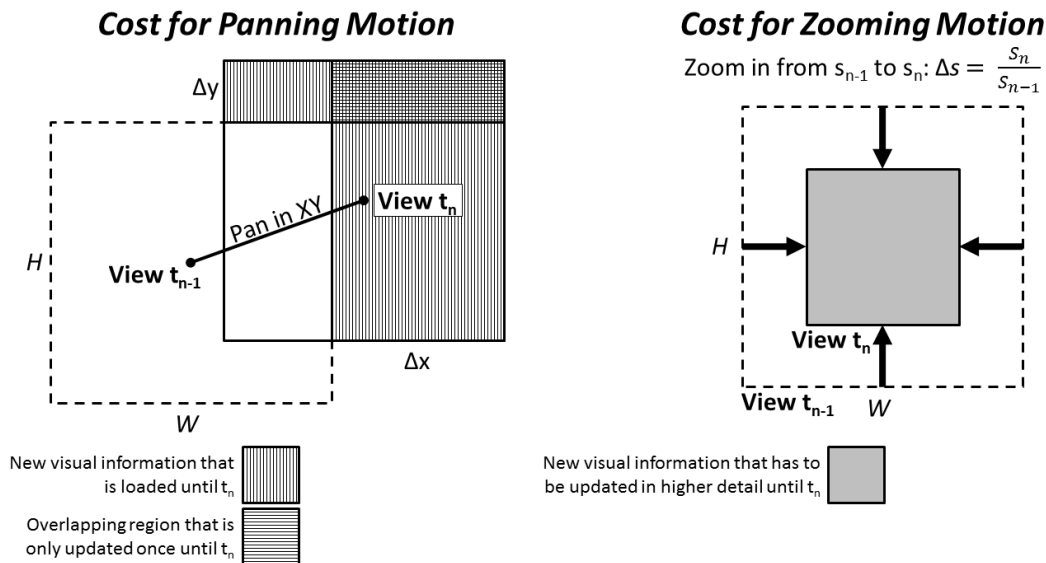 Cost for Panning Motion
Δy
H
Pan in XY
View tₙ
View tₙ₋₁
Δx
W
New visual information that
is loaded until tₙ
Overlapping region that is
only updated once until tₙ
Cost for Zooming Motion
Zoom in from sₙ₋₁ to sₙ: Δs = sₙ/sₙ₋₁
H
View tₙ
View tₙ₋₁
W
New visual information that has to
be updated in higher detail until tₙ